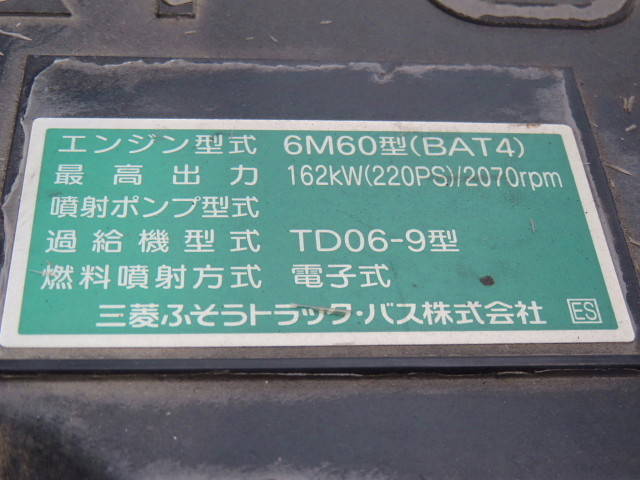 エンジン型式 6M60型(BAT4)
最高出力 162kW(220PS)/2070rpm
噴射ポンプ型式
過給機型式 TD06-9型
燃料噴射方式 電子式
三菱ふそうトラック・バス株式会社 ES